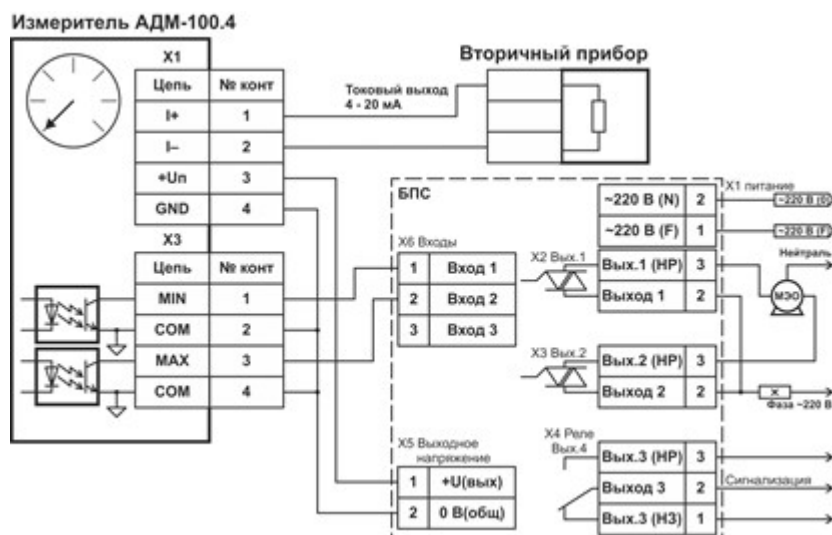 Измеритель АДМ-100.4
X1
Цепь № конт
I+ 1
I– 2
+Un 3
GND 4
X3
Цепь № конт
MIN 1
COM 2
MAX 3
COM 4
Токовый выход
4 - 20 мА
Вторичный прибор
БПС
X6 Входы
1 Вход 1
2 Вход 2
3 Вход 3
X5 Выходное
напряжение
1 +U(вых)
2 0 В(общ)
~220 В (N) 2
~220 В (F) 1
X1 питание
~220 В (0)
~220 В (F)
X2 Вых.1
Вых.1 (НР) 3
Выход 1 2
Нейтраль
МЭО
X3 Вых.2
Вых.2 (НР) 3
Выход 2 2
Фаза ~220 В
X4 Реле
Вых.4
Вых.3 (НР) 3
Выход 3 2
Вых.3 (НЗ) 1
Сигнализация